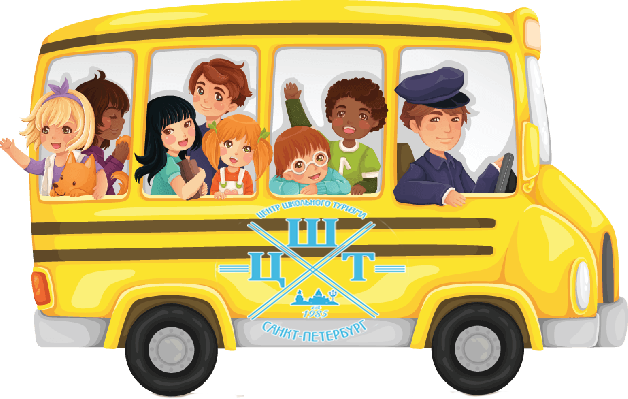 ЦЕНТР ШКОЛЬНОГО ТУРИЗМА
Ш
Ц Т
1985
САНКТ-ПЕТЕРБУРГ